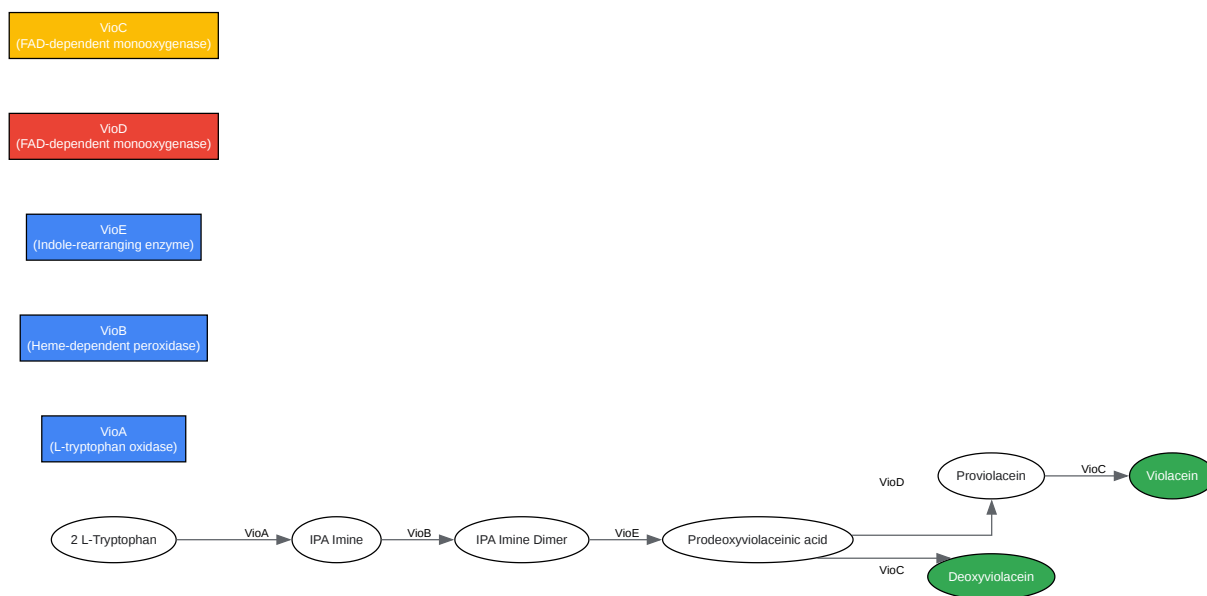 VioC
(FAD-dependent monooxygenase)
VioD
(FAD-dependent monooxygenase)
VioE
(Indole-rearranging enzyme)
VioB
(Heme-dependent peroxidase)
VioA
(L-tryptophan oxidase)
2 L-Tryptophan
VioA
IPA Imine
VioB
IPA Imine Dimer
VioE
Prodeoxyviolaceinic acid
VioD
Proviolacein
VioC
Violacein
VioC
Deoxyviolacein